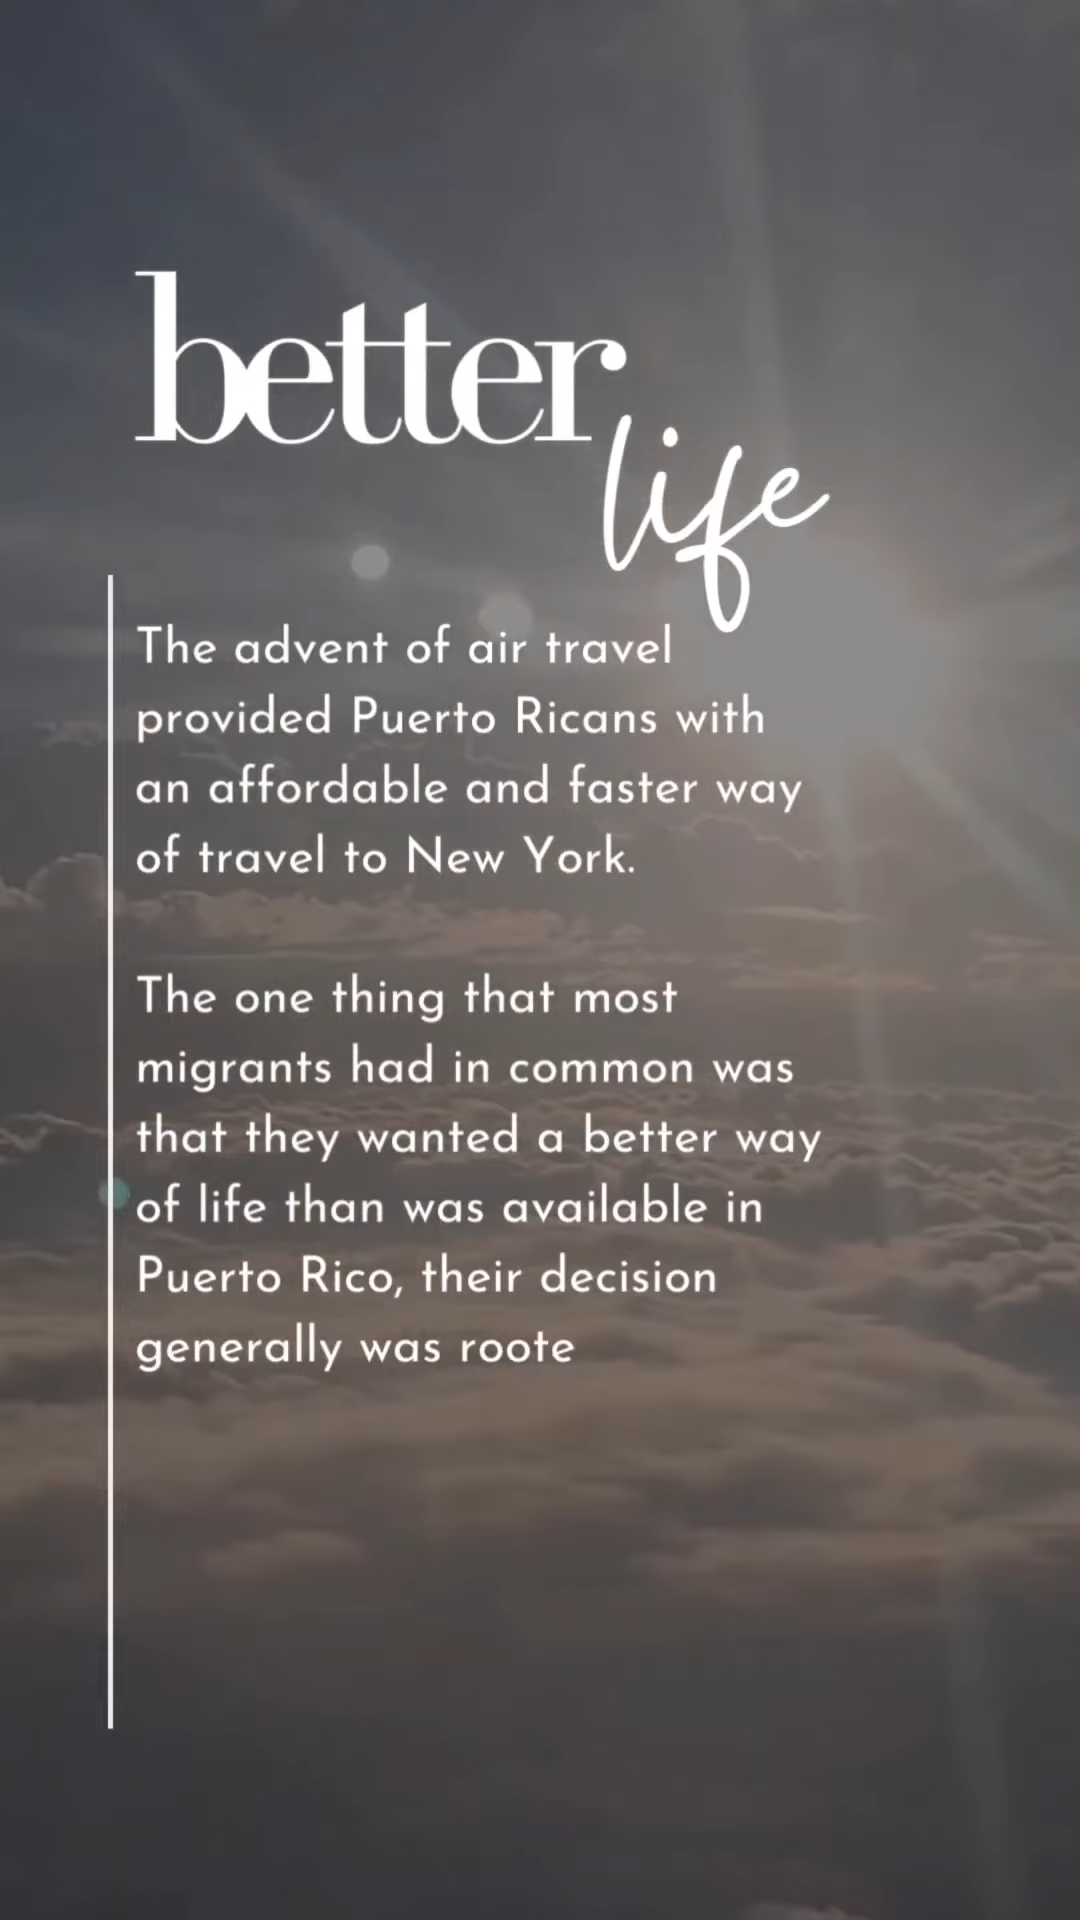 better
life
The advent of air travel
provided Puerto Ricans with
an affordable and faster way
of travel to New York.
The one thing that most
migrants had in common was
that they wanted a better way
of life than was available in
Puerto Rico, their decision
generally was roote